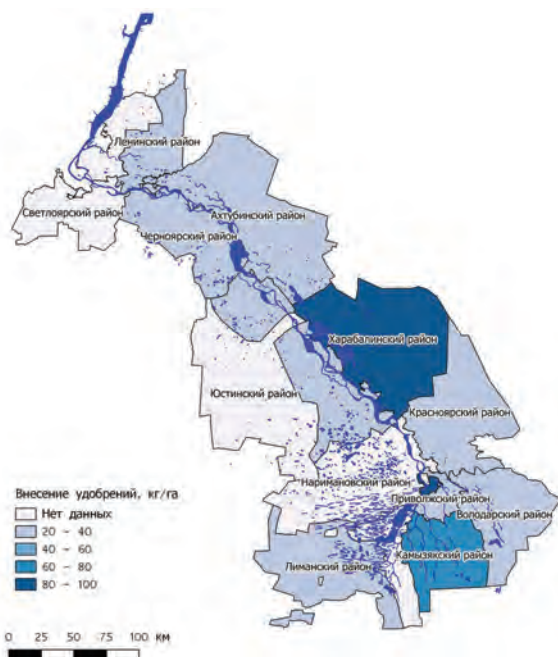 Ленинский район
Светлоярский район
Ахтубинский район
Черноярский район
Харабалинский район
Юстинский район
Красноярский район
Наримановский район
Приволжский район
Володарский район
Камызякский район
Лиманский район
Внесение удобрений, кг/га
Нет данных
20 – 40
40 – 60
60 – 80
80 – 100
0 25 50 75 100 км